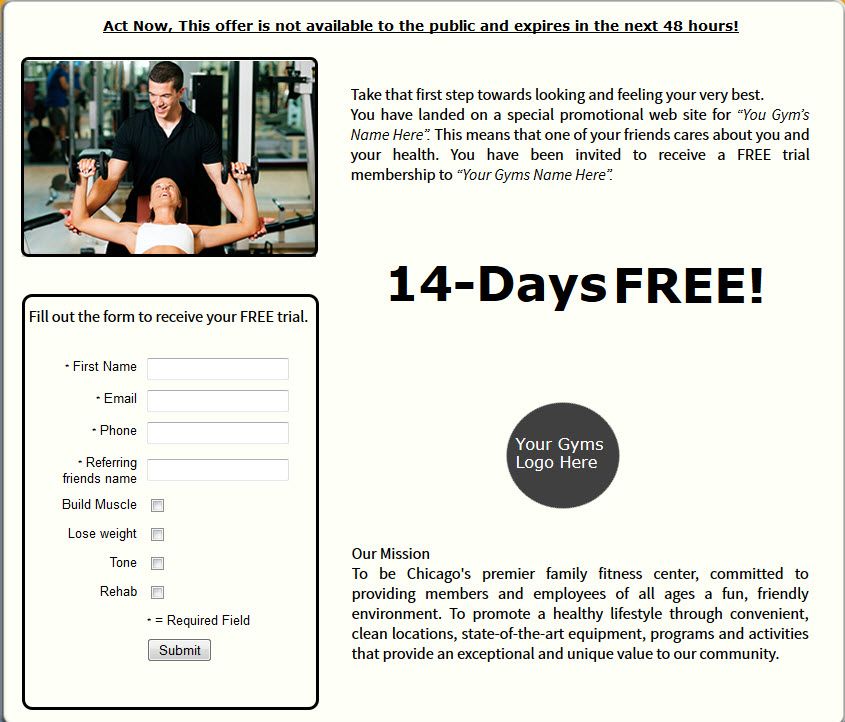 Act Now, This offer is not available to the public and expires in the next 48 hours!
Take that first step towards looking and feeling your very best.
You have landed on a special promotional web site for “You Gym’s
Name Here”. This means that one of your friends cares about you and
your health. You have been invited to receive a FREE trial
membership to “Your Gyms Name Here”.
14-Days FREE!
Fill out the form to receive your FREE trial.
* First Name
* Email
* Phone
* Referring
friends name
Build Muscle
Lose weight
Tone
Rehab
* = Required Field
Submit
Your Gyms
Logo Here
Our Mission
To be Chicago's premier family fitness center, committed to
providing members and employees of all ages a fun, friendly
environment. To promote a healthy lifestyle through convenient,
clean locations, state-of-the-art equipment, programs and activities
that provide an exceptional and unique value to our community.